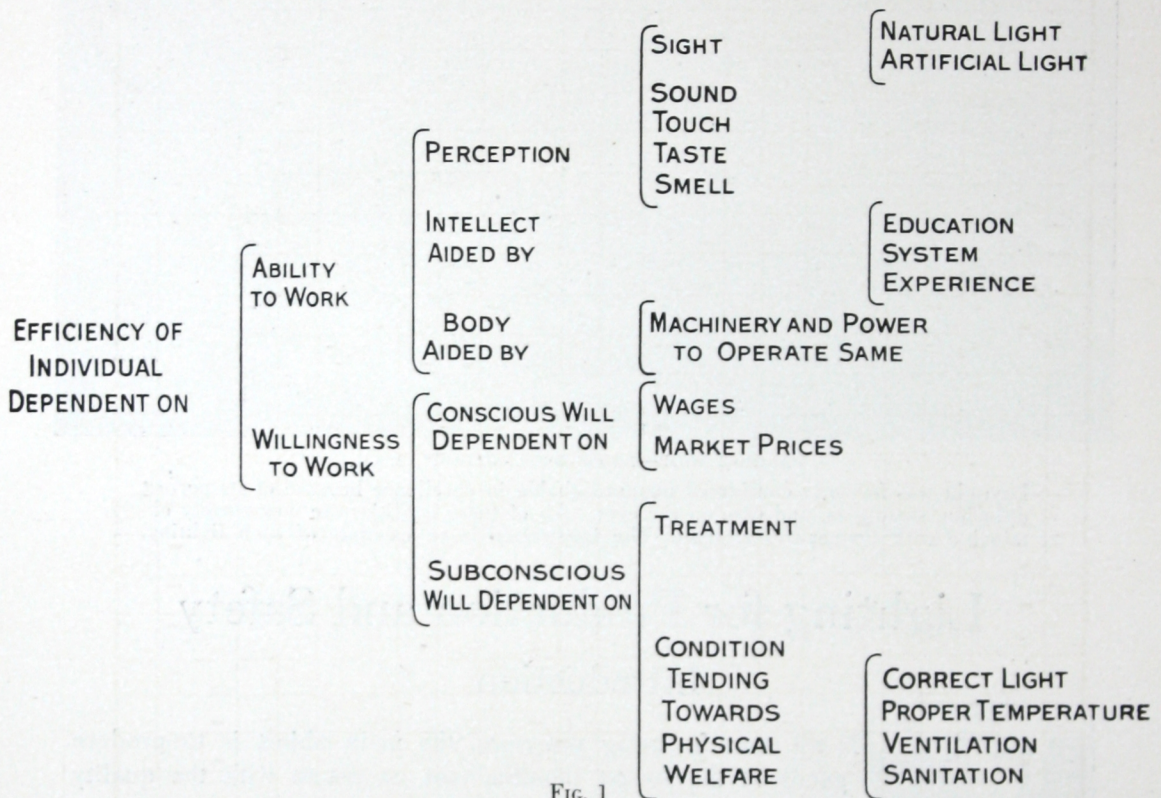 EFFICIENCY OF
INDIVIDUAL
DEPENDENT ON
ABILITY
TO WORK
WILLINGNESS
TO WORK
PERCEPTION
INTELLECT
AIDED BY
BODY
AIDED BY
CONSCIOUS WILL
DEPENDENT ON
SUBCONSCIOUS
WILL DEPENDENT ON
SIGHT
SOUND
TOUCH
TASTE
SMELL
MACHINERY AND POWER
TO OPERATE SAME
WAGES
MARKET PRICES
TREATMENT
CONDITION
TENDING
TOWARDS
PHYSICAL
WELFARE
NATURAL LIGHT
ARTIFICIAL LIGHT
EDUCATION
SYSTEM
EXPERIENCE
CORRECT LIGHT
PROPER TEMPERATURE
VENTILATION
SANITATION
FIG. 1